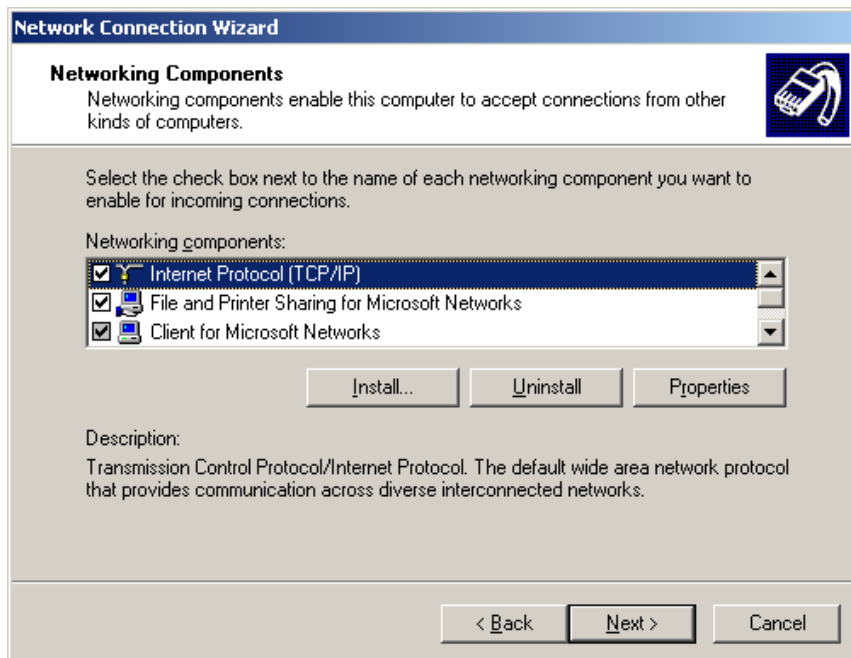 Network Connection Wizard
Networking Components
Networking components enable this computer to accept connections from other
kinds of computers.
Select the check box next to the name of each networking component you want to
enable for incoming connections.
Networking components:
Internet Protocol (TCP/IP)
File and Printer Sharing for Microsoft Networks
Client for Microsoft Networks
Install... Uninstall Properties
Description:
Transmission Control Protocol/Internet Protocol. The default wide area network protocol
that provides communication across diverse interconnected networks.
< Back Next > Cancel